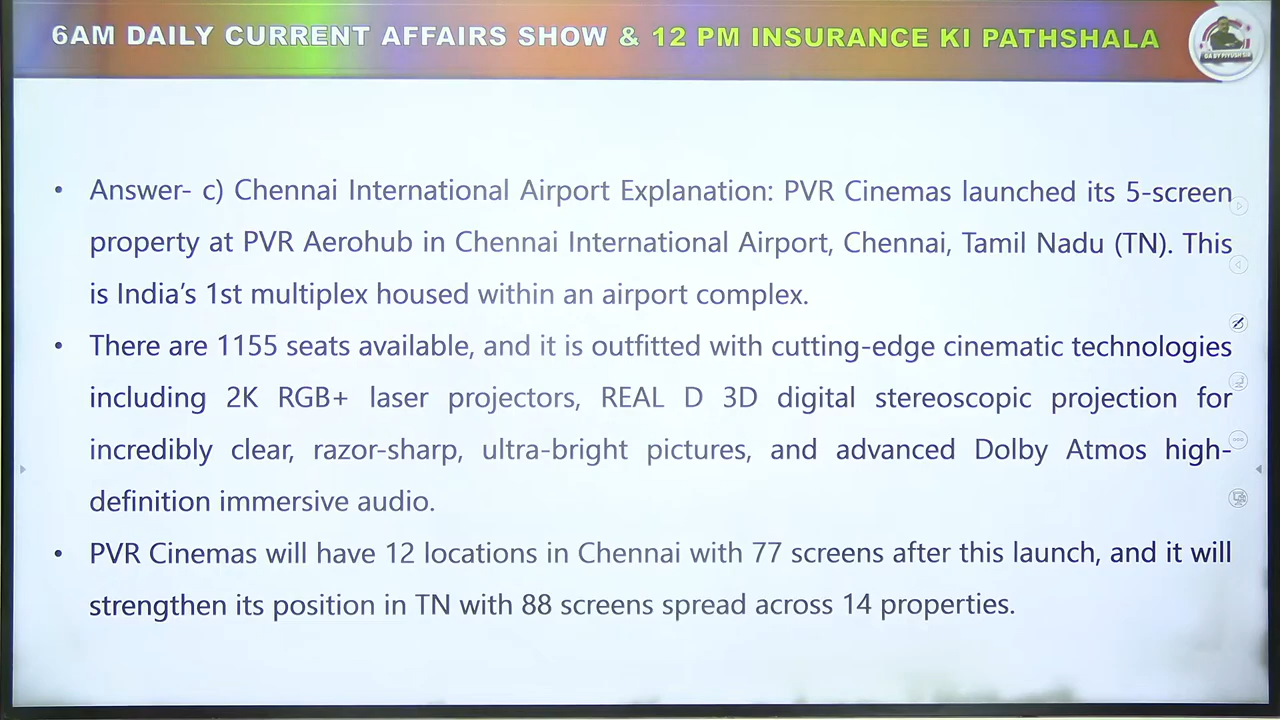 6AM DAILY CURRENT AFFAIRS SHOW & 12 PM INSURANCE KI PATHSHALA
GA BY PIYUSH SIR
• Answer- c) Chennai International Airport Explanation: PVR Cinemas launched its 5-screen
property at PVR Aerohub in Chennai International Airport, Chennai, Tamil Nadu (TN). This
is India's 1st multiplex housed within an airport complex.
• There are 1155 seats available, and it is outfitted with cutting-edge cinematic technologies
including 2K RGB+ laser projectors, REAL D 3D digital stereoscopic projection for
incredibly clear, razor-sharp, ultra-bright pictures, and advanced Dolby Atmos high-
definition immersive audio.
• PVR Cinemas will have 12 locations in Chennai with 77 screens after this launch, and it will
strengthen its position in TN with 88 screens spread across 14 properties.